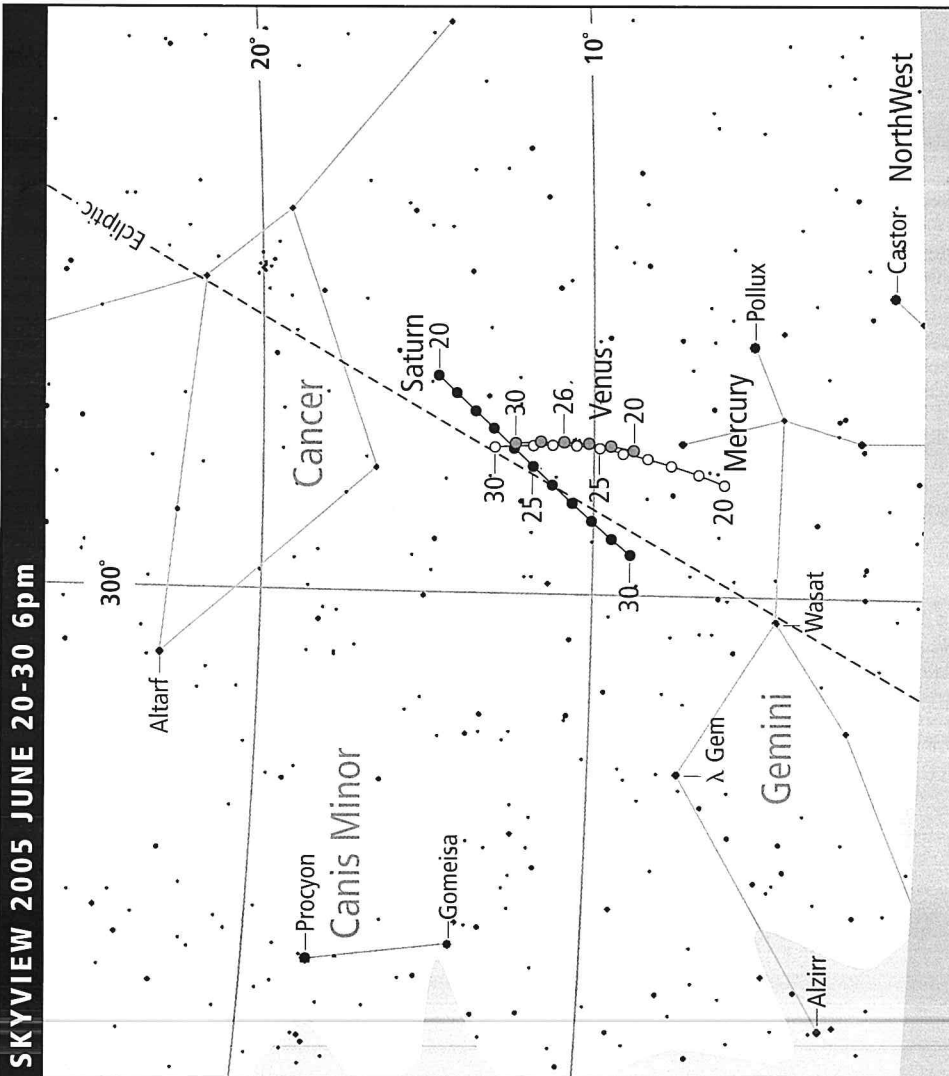 SKYVIEW 2005 JUNE 20-30 6pm
Altarf
300°
Cancer
20°
Ecliptic
Procyon
Canis Minor
Gomeisa
Saturn
20
30
30
25
26
25
Venus
20
30
10°
Mercury
20
Pollux
Wasat
λ Gem
Gemini
Alzirr
Castor
NorthWest